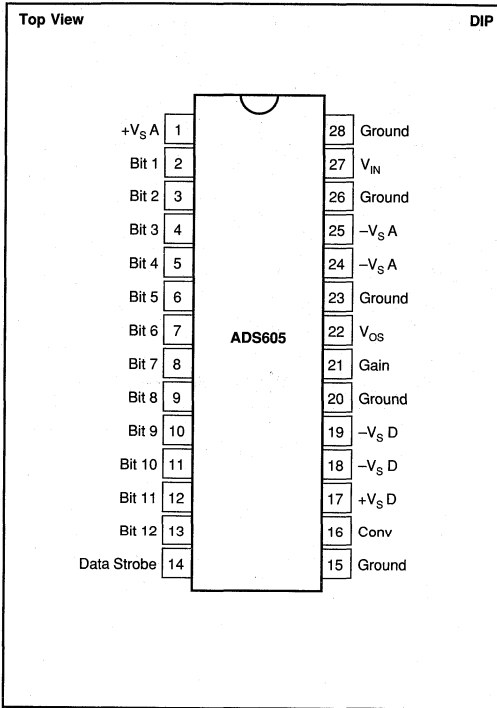 Top View DIP
+VS A 1 28 Ground
Bit 1 2 27 VIN
Bit 2 3 26 Ground
Bit 3 4 25 –VS A
Bit 4 5 24 –VS A
Bit 5 6 23 Ground
Bit 6 7 22 VOS
ADS605
Bit 7 8 21 Gain
Bit 8 9 20 Ground
Bit 9 10 19 –VS D
Bit 10 11 18 –VS D
Bit 11 12 17 +VS D
Bit 12 13 16 Conv
Data Strobe 14 15 Ground